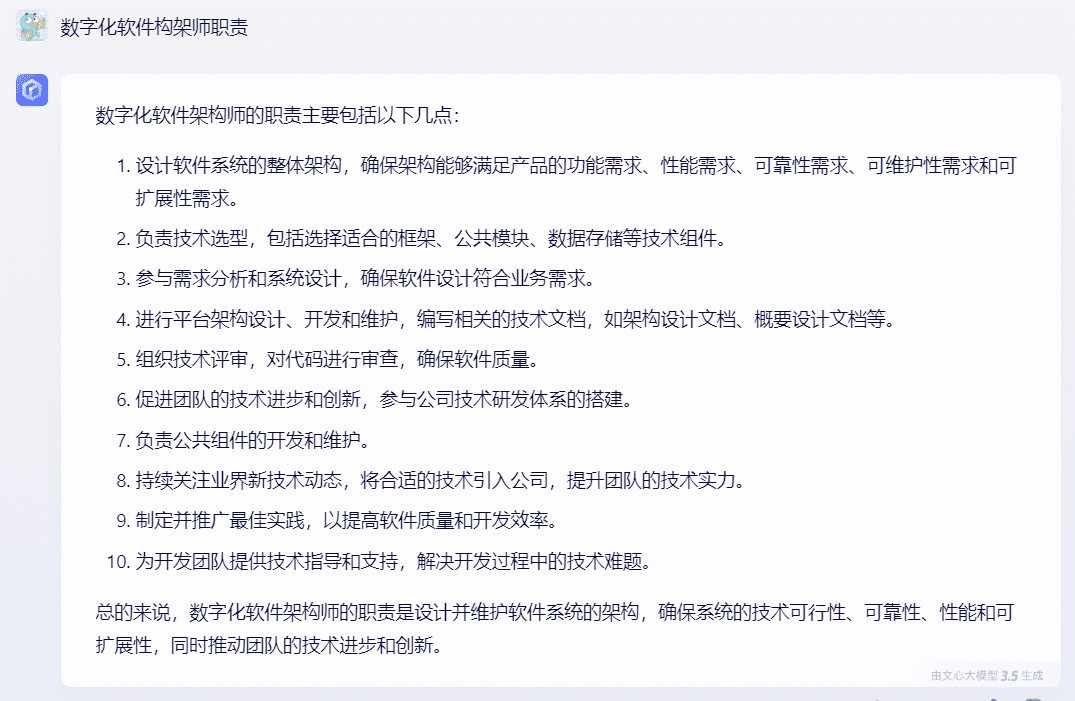 数字化软件构架师职责
数字化软件架构师的职责主要包括以下几点：
1. 设计软件系统的整体架构，确保架构能够满足产品的功能需求、性能需求、可靠性需求、可维护性需求和可
扩展性需求。
2. 负责技术选型，包括选择适合的框架、公共模块、数据存储等技术组件。
3. 参与需求分析和系统设计，确保软件设计符合业务需求。
4. 进行平台架构设计、开发和维护，编写相关的技术文档，如架构设计文档、概要设计文档等。
5. 组织技术评审，对代码进行审查，确保软件质量。
6. 促进团队的技术进步和创新，参与公司技术研发体系的搭建。
7. 负责公共组件的开发和维护。
8. 持续关注业界新技术动态，将合适的技术引入公司，提升团队的技术实力。
9. 制定并推广最佳实践，以提高软件质量和开发效率。
10. 为开发团队提供技术指导和支持，解决开发过程中的技术难题。
总的来说，数字化软件架构师的职责是设计并维护软件系统的架构，确保系统的技术可行性、可靠性、性能和可
扩展性，同时推动团队的技术进步和创新。
由文心大模型 3.5 生成